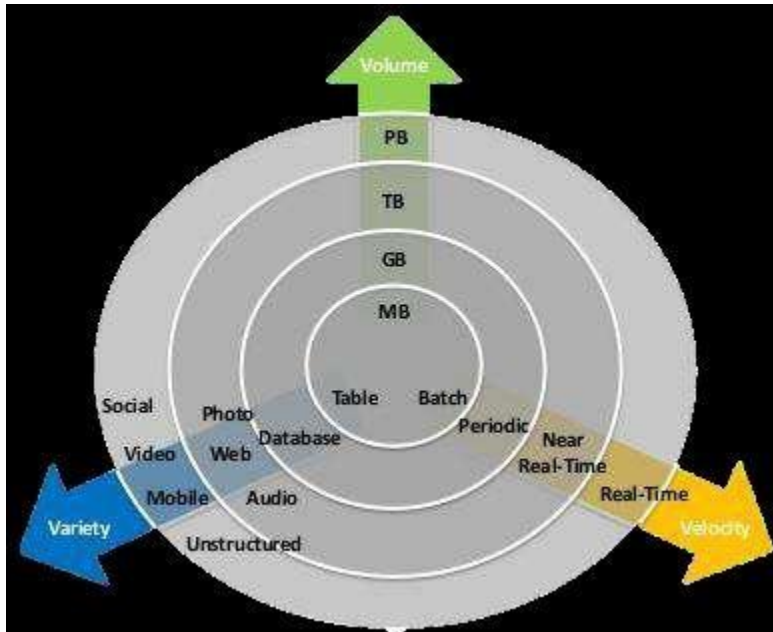 Volume
PB
TB
GB
MB
Table
Batch
Social
Photo
Periodic
Database
Near
Real-Time
Video
Web
Mobile
Audio
Real-Time
Variety
Velocity
Unstructured